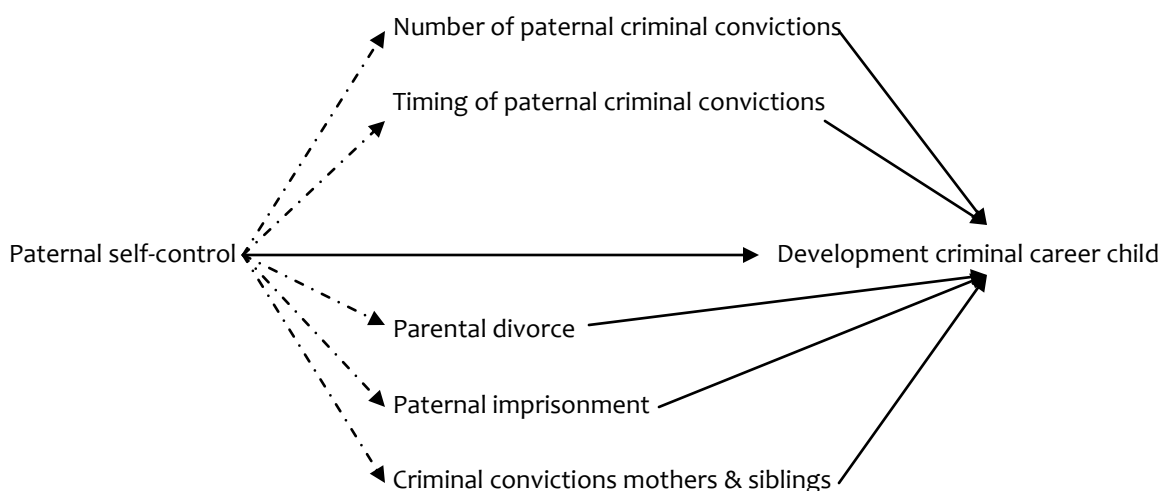 Number of paternal criminal convictions
Timing of paternal criminal convictions
Paternal self-control
Development criminal career child
Parental divorce
Paternal imprisonment
Criminal convictions mothers & siblings